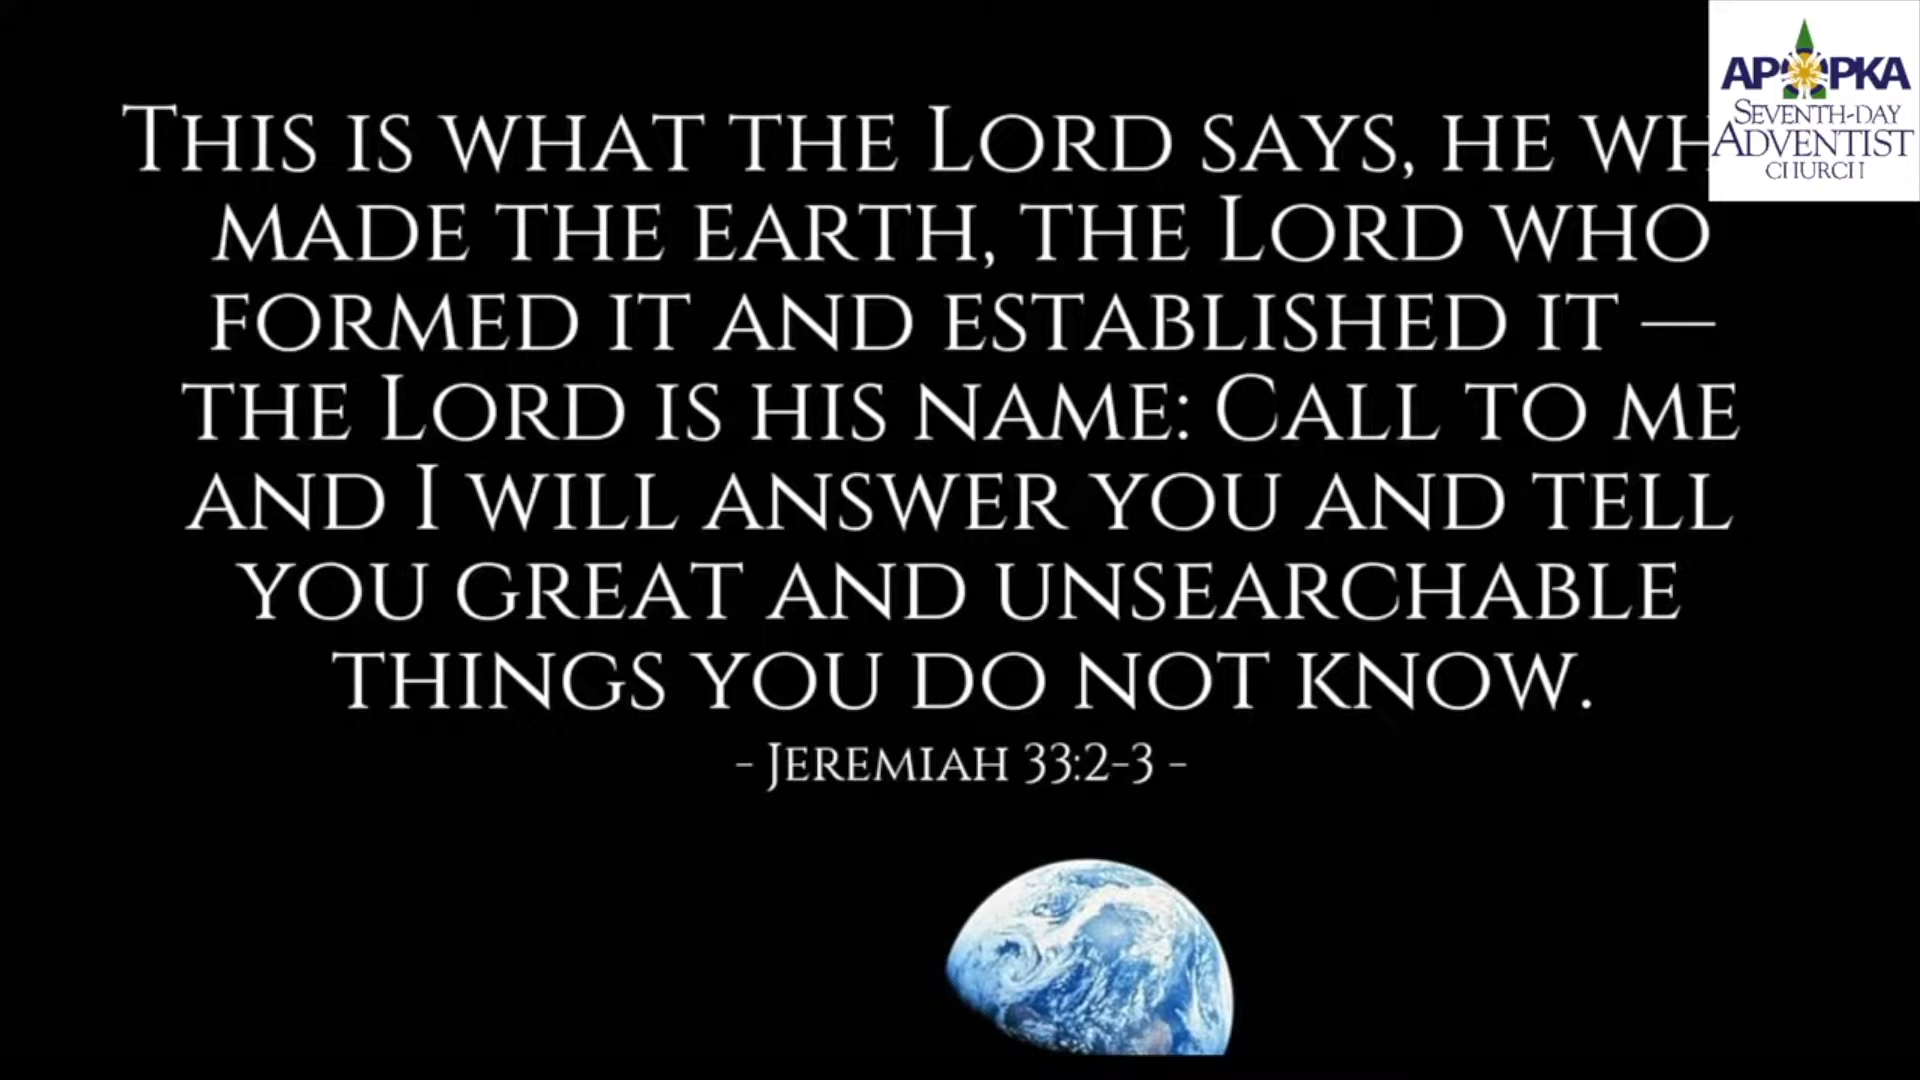 This is what the Lord says, he wh
made the earth, the Lord who
formed it and established it —
the Lord is his name: Call to me
and I will answer you and tell
you great and unsearchable
things you do not know.
- Jeremiah 33:2-3 -
APOPKA
SEVENTH-DAY
ADVENTIST
CHURCH